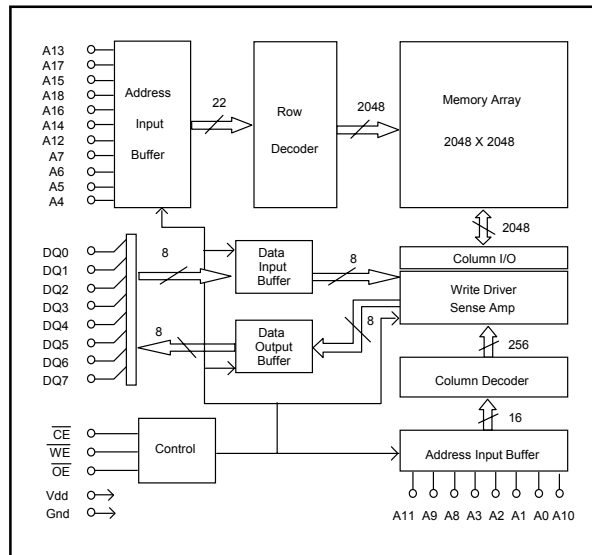 A13
A17
A15
A18
A16
A14
A12
A7
A6
A5
A4
Address
Input
Buffer
22
Row
Decoder
2048
Memory Array
2048 X 2048
2048
Column I/O
Write Driver
Sense Amp
DQ0
DQ1
DQ2
DQ3
DQ4
DQ5
DQ6
DQ7
8
Data
Input
Buffer
8
8
Data
Output
Buffer
8
256
Column Decoder
16
Address Input Buffer
CE
WE
OE
Control
Vdd
Gnd
A11 A9 A8 A3 A2 A1 A0 A10